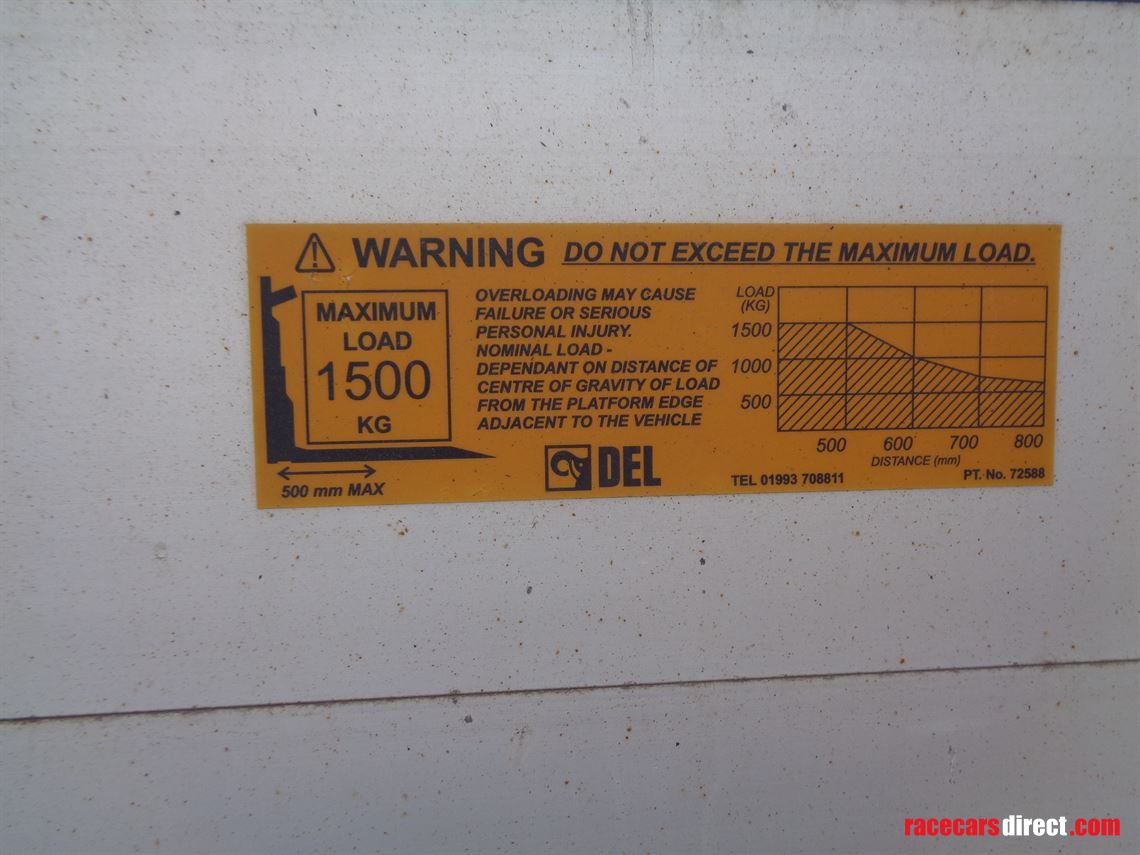 WARNING DO NOT EXCEED THE MAXIMUM LOAD.
MAXIMUM
LOAD
1500
KG
500 mm MAX
OVERLOADING MAY CAUSE
FAILURE OR SERIOUS
PERSONAL INJURY.
NOMINAL LOAD -
DEPENDANT ON DISTANCE OF
CENTRE OF GRAVITY OF LOAD
FROM THE PLATFORM EDGE
ADJACENT TO THE VEHICLE
DEL
LOAD
(KG)
1500
1000
500
500 600 700 800
DISTANCE (mm)
TEL 01993 708811
PT. No. 72588
racecarsdirect.com